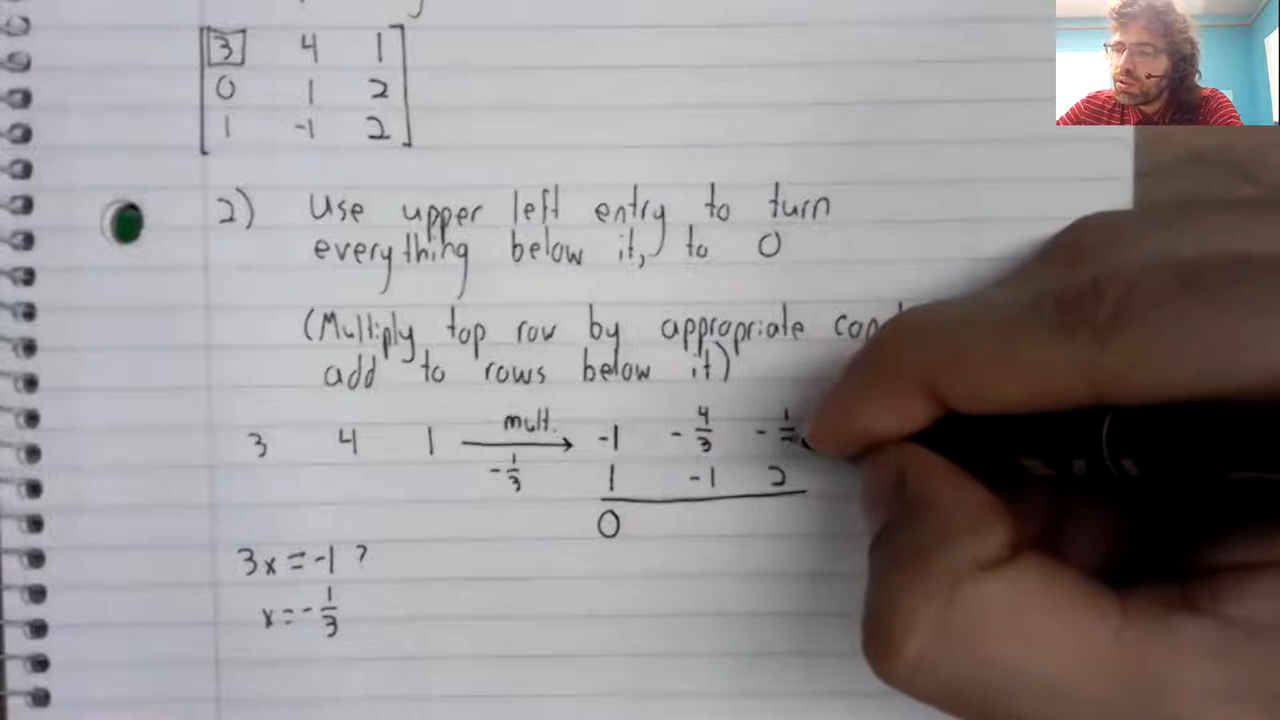 3 4 1
0 1 2
1 -1 2
2) Use upper left entry to turn
everything below it, to 0
(Multiply top row by appropriate
add to rows below it)
3 4 1 mult. -1/3 → -1 -4/3 -1/3
1 -1 2
0
3x = -1 ?
x = -1/3